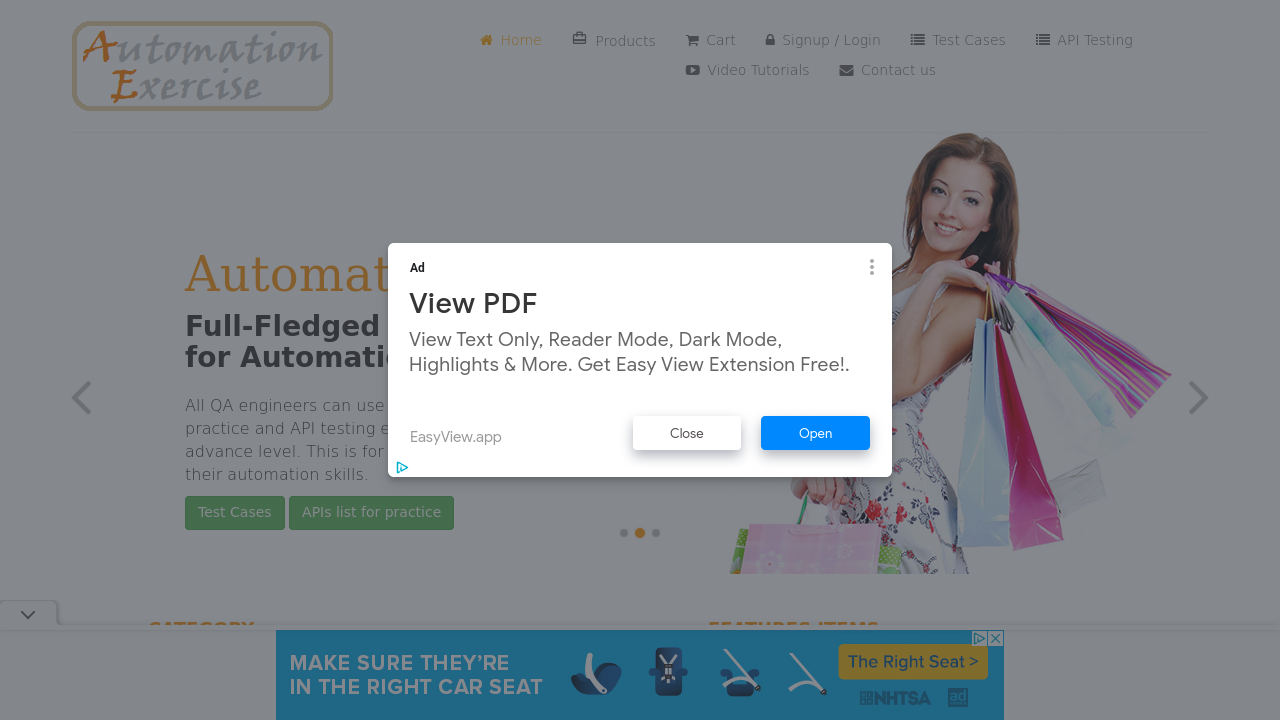 Automation
Exercise
Home
Products
Cart
Signup / Login
Test Cases
API Testing
Video Tutorials
Contact us
Automat
Full-Fledged
for Automatio
All QA engineers can use
practice and API testing e
advance level. This is for
their automation skills.
Test Cases
APIs list for practice
Ad
View PDF
View Text Only, Reader Mode, Dark Mode,
Highlights & More. Get Easy View Extension Free!.
EasyView.app
Close
Open
CATEGORY
FEATURES ITEMS
MAKE SURE THEY'RE
IN THE RIGHT CAR SEAT
The Right Seat >
NHTSA
ad